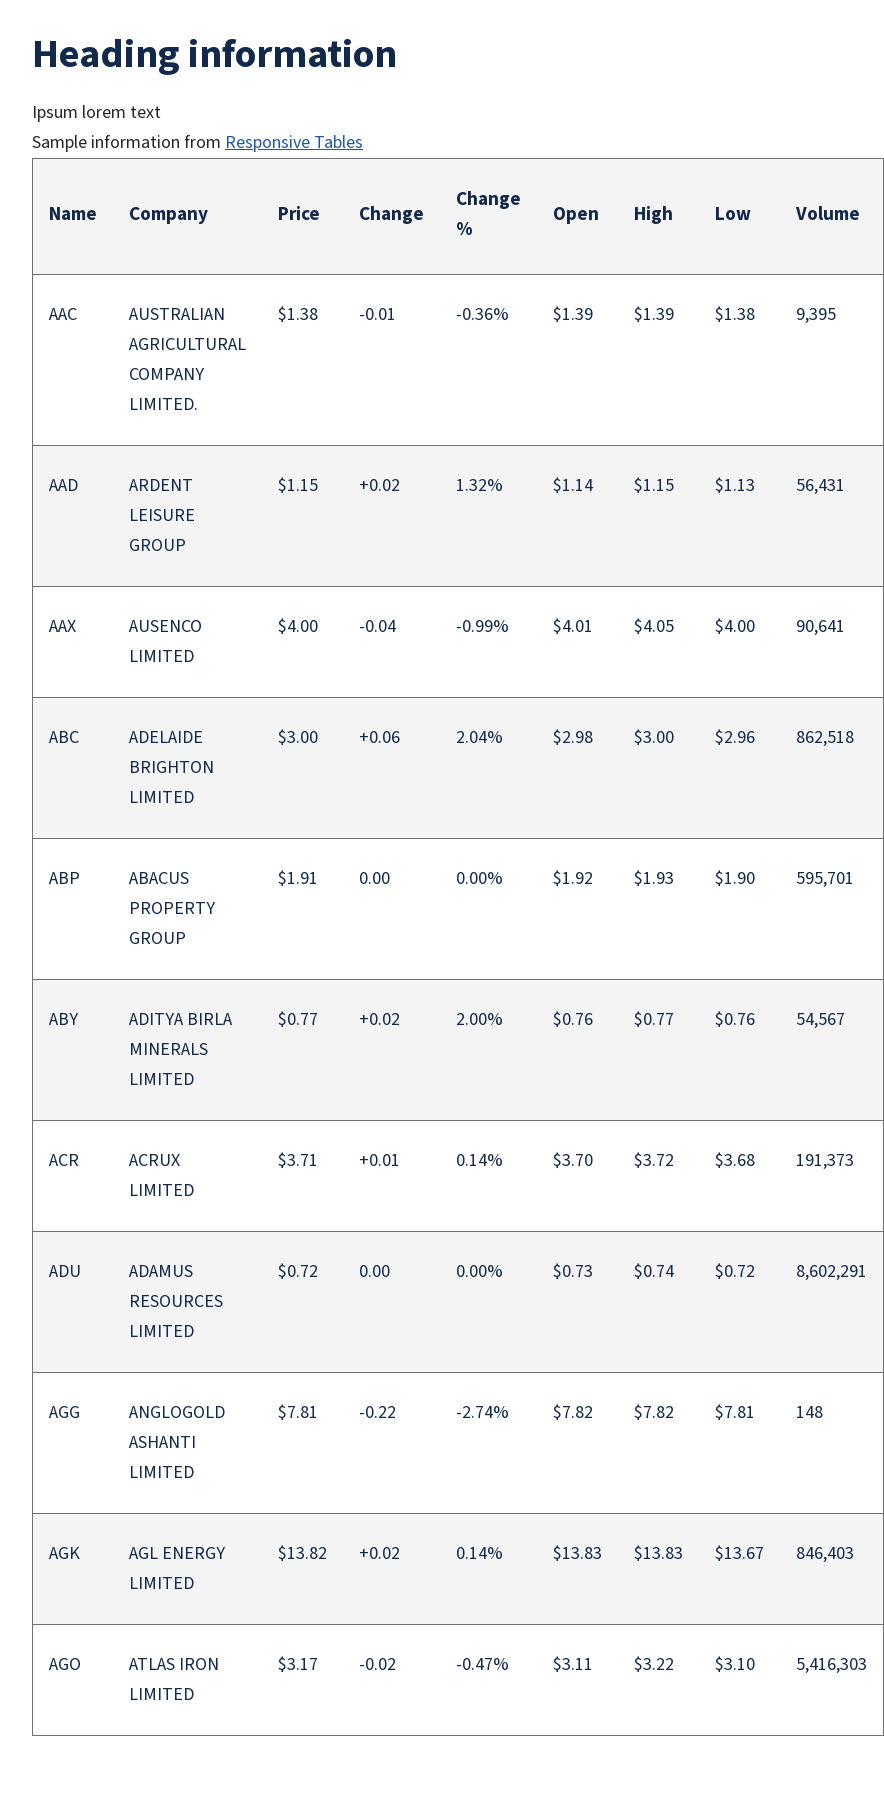 Heading information
Ipsum lorem text
Sample information from Responsive Tables
Name Company Price Change Change % Open High Low Volume
AAC AUSTRALIAN $1.38 -0.01 -0.36% $1.39 $1.39 $1.38 9,395
AGRICULTURAL
COMPANY
LIMITED.
AAD ARDENT $1.15 +0.02 1.32% $1.14 $1.15 $1.13 56,431
LEISURE
GROUP
AAX AUSENCO $4.00 -0.04 -0.99% $4.01 $4.05 $4.00 90,641
LIMITED
ABC ADELAIDE $3.00 +0.06 2.04% $2.98 $3.00 $2.96 862,518
BRIGHTON
LIMITED
ABP ABACUS $1.91 0.00 0.00% $1.92 $1.93 $1.90 595,701
PROPERTY
GROUP
ABY ADITYA BIRLA $0.77 +0.02 2.00% $0.76 $0.77 $0.76 54,567
MINERALS
LIMITED
ACR ACRUX $3.71 +0.01 0.14% $3.70 $3.72 $3.68 191,373
LIMITED
ADU ADAMUS $0.72 0.00 0.00% $0.73 $0.74 $0.72 8,602,291
RESOURCES
LIMITED
AGG ANGLOGOLD $7.81 -0.22 -2.74% $7.82 $7.82 $7.81 148
ASHANTI
LIMITED
AGK AGL ENERGY $13.82 +0.02 0.14% $13.83 $13.83 $13.67 846,403
LIMITED
AGO ATLAS IRON $3.17 -0.02 -0.47% $3.11 $3.22 $3.10 5,416,303
LIMITED